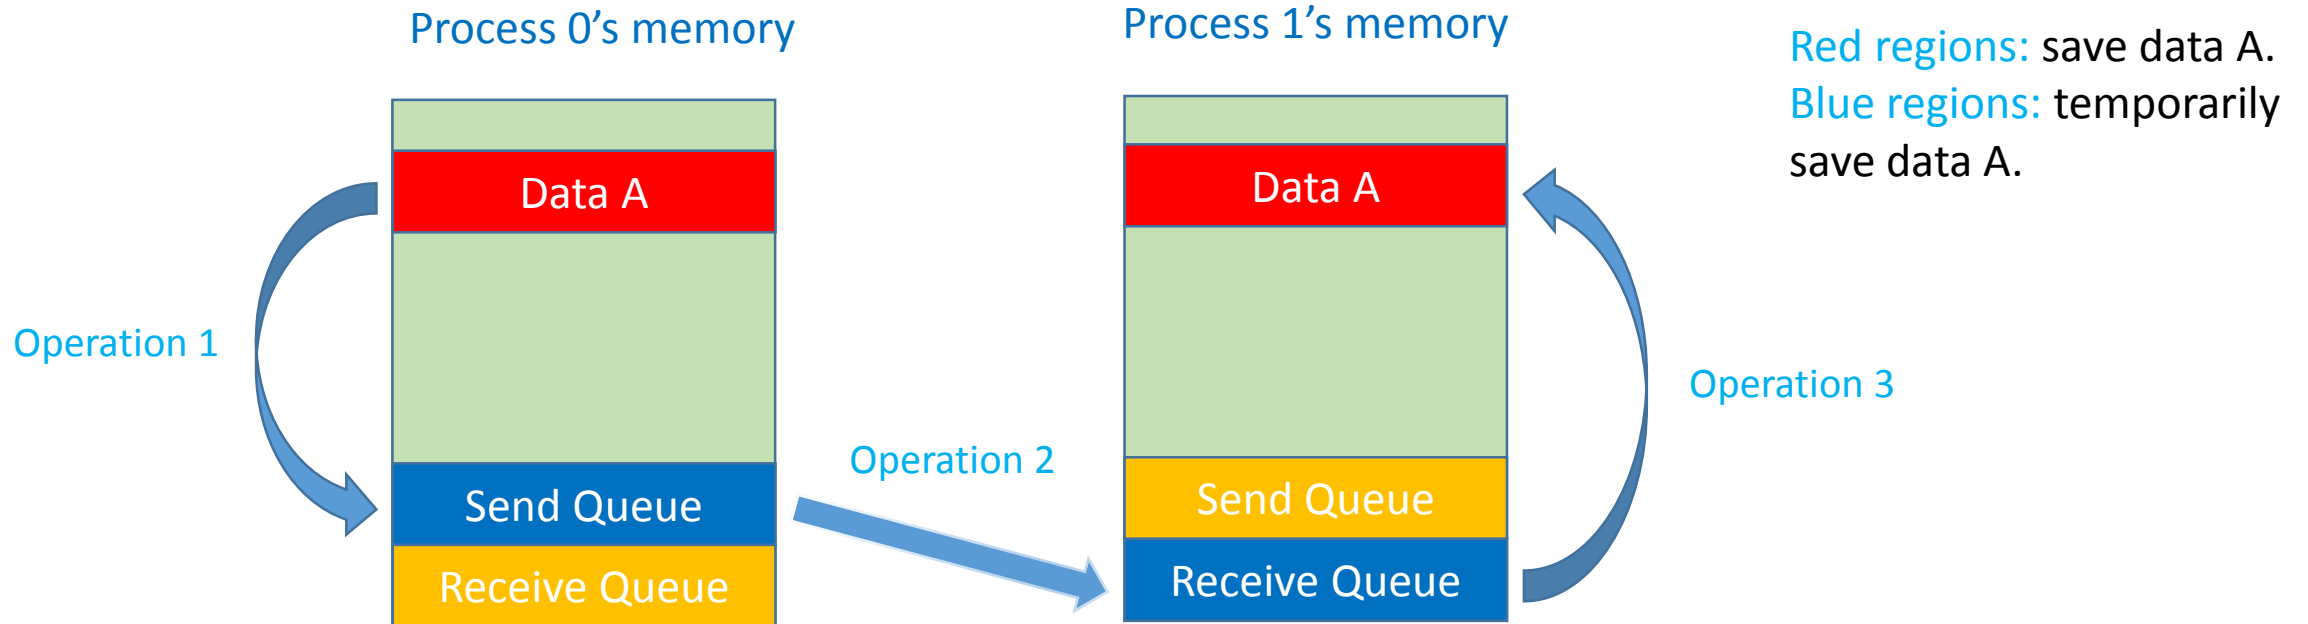 Process 0’s memory
Process 1’s memory
Red regions: save data A.
Blue regions: temporarily
save data A.
Data A
Data A
Operation 1
Operation 3
Operation 2
Send Queue
Send Queue
Receive Queue
Receive Queue